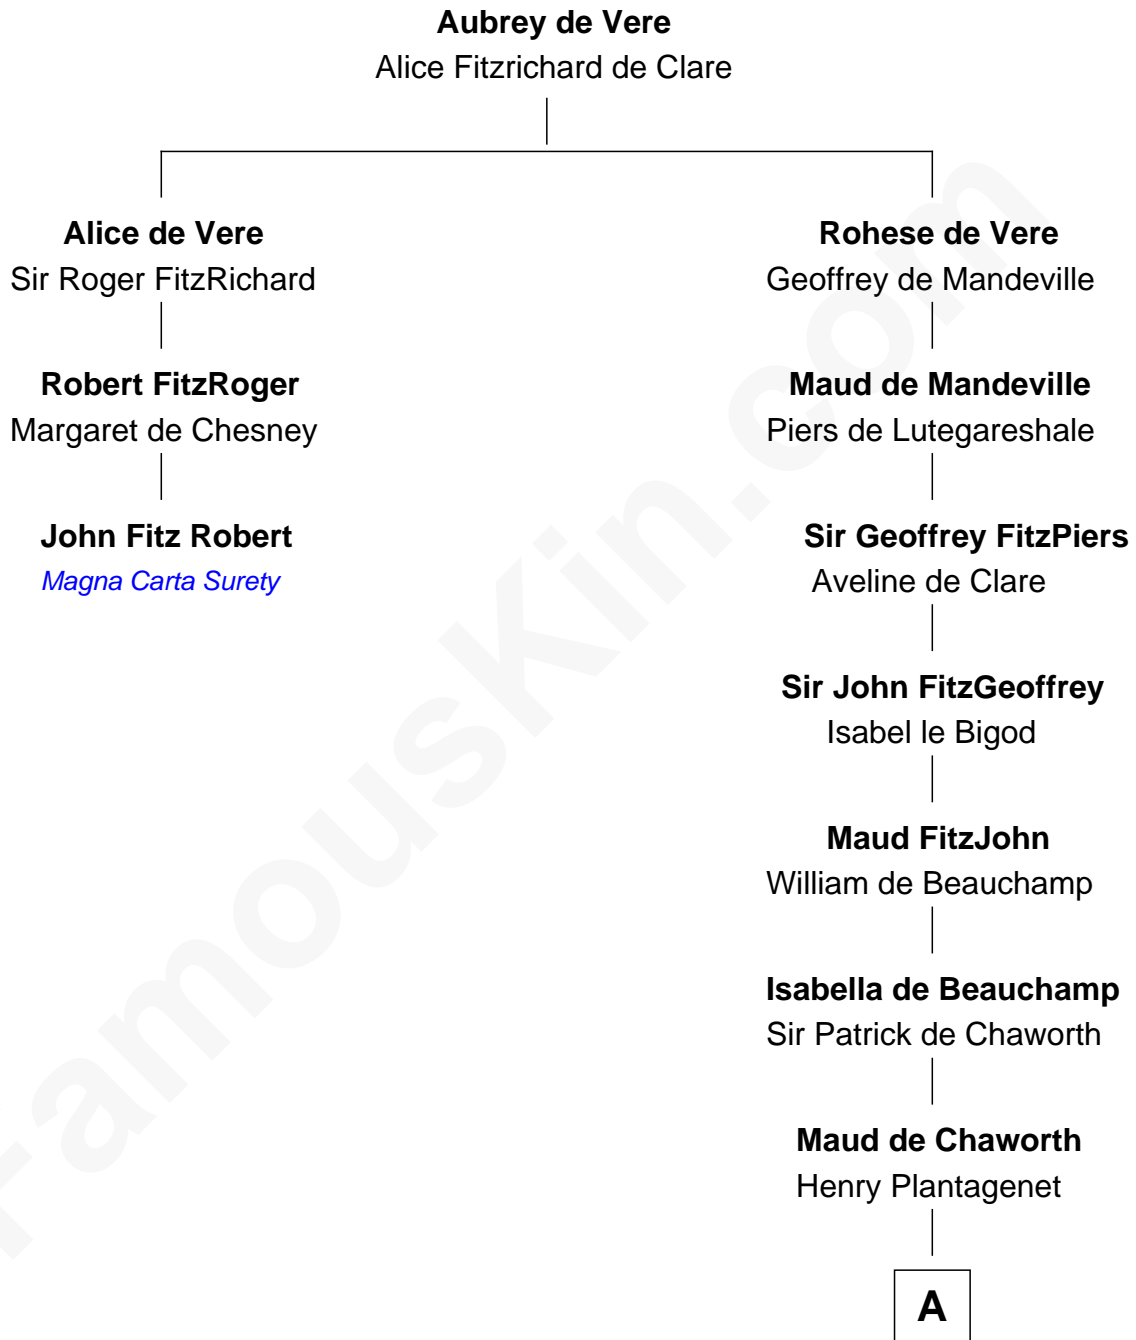 Aubrey de Vere
Alice Fitzrichard de Clare
Alice de Vere
Sir Roger FitzRichard
Rohese de Vere
Geoffrey de Mandeville
Robert FitzRoger
Margaret de Chesney
Maud de Mandeville
Piers de Lutegareshale
John Fitz Robert
Magna Carta Surety
Sir Geoffrey FitzPiers
Aveline de Clare
Sir John FitzGeoffrey
Isabel le Bigod
Maud FitzJohn
William de Beauchamp
Isabella de Beauchamp
Sir Patrick de Chaworth
Maud de Chaworth
Henry Plantagenet
A
FamousKin.com